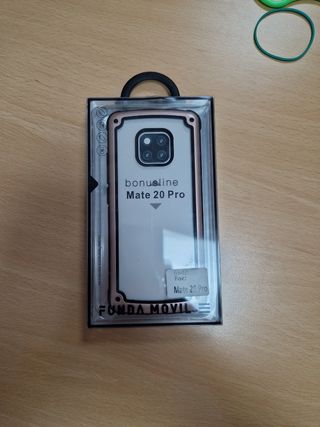 bonueline
Mate 20 Pro
Mate 20 Pro
FUNDA MOVIL